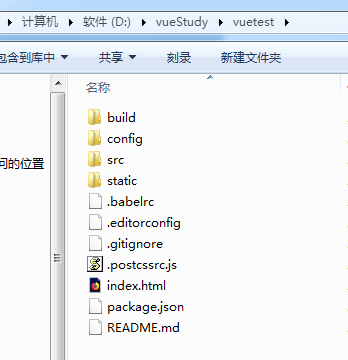 计算机 ▸ 软件 (D:) ▸ vueStudy ▸ vuetest ▸
包含到库中 共享 刻录 新建文件夹
名称
build
config
src
问的位置
static
.babelrc
.editorconfig
.gitignore
.postcssrc.js
index.html
package.json
README.md